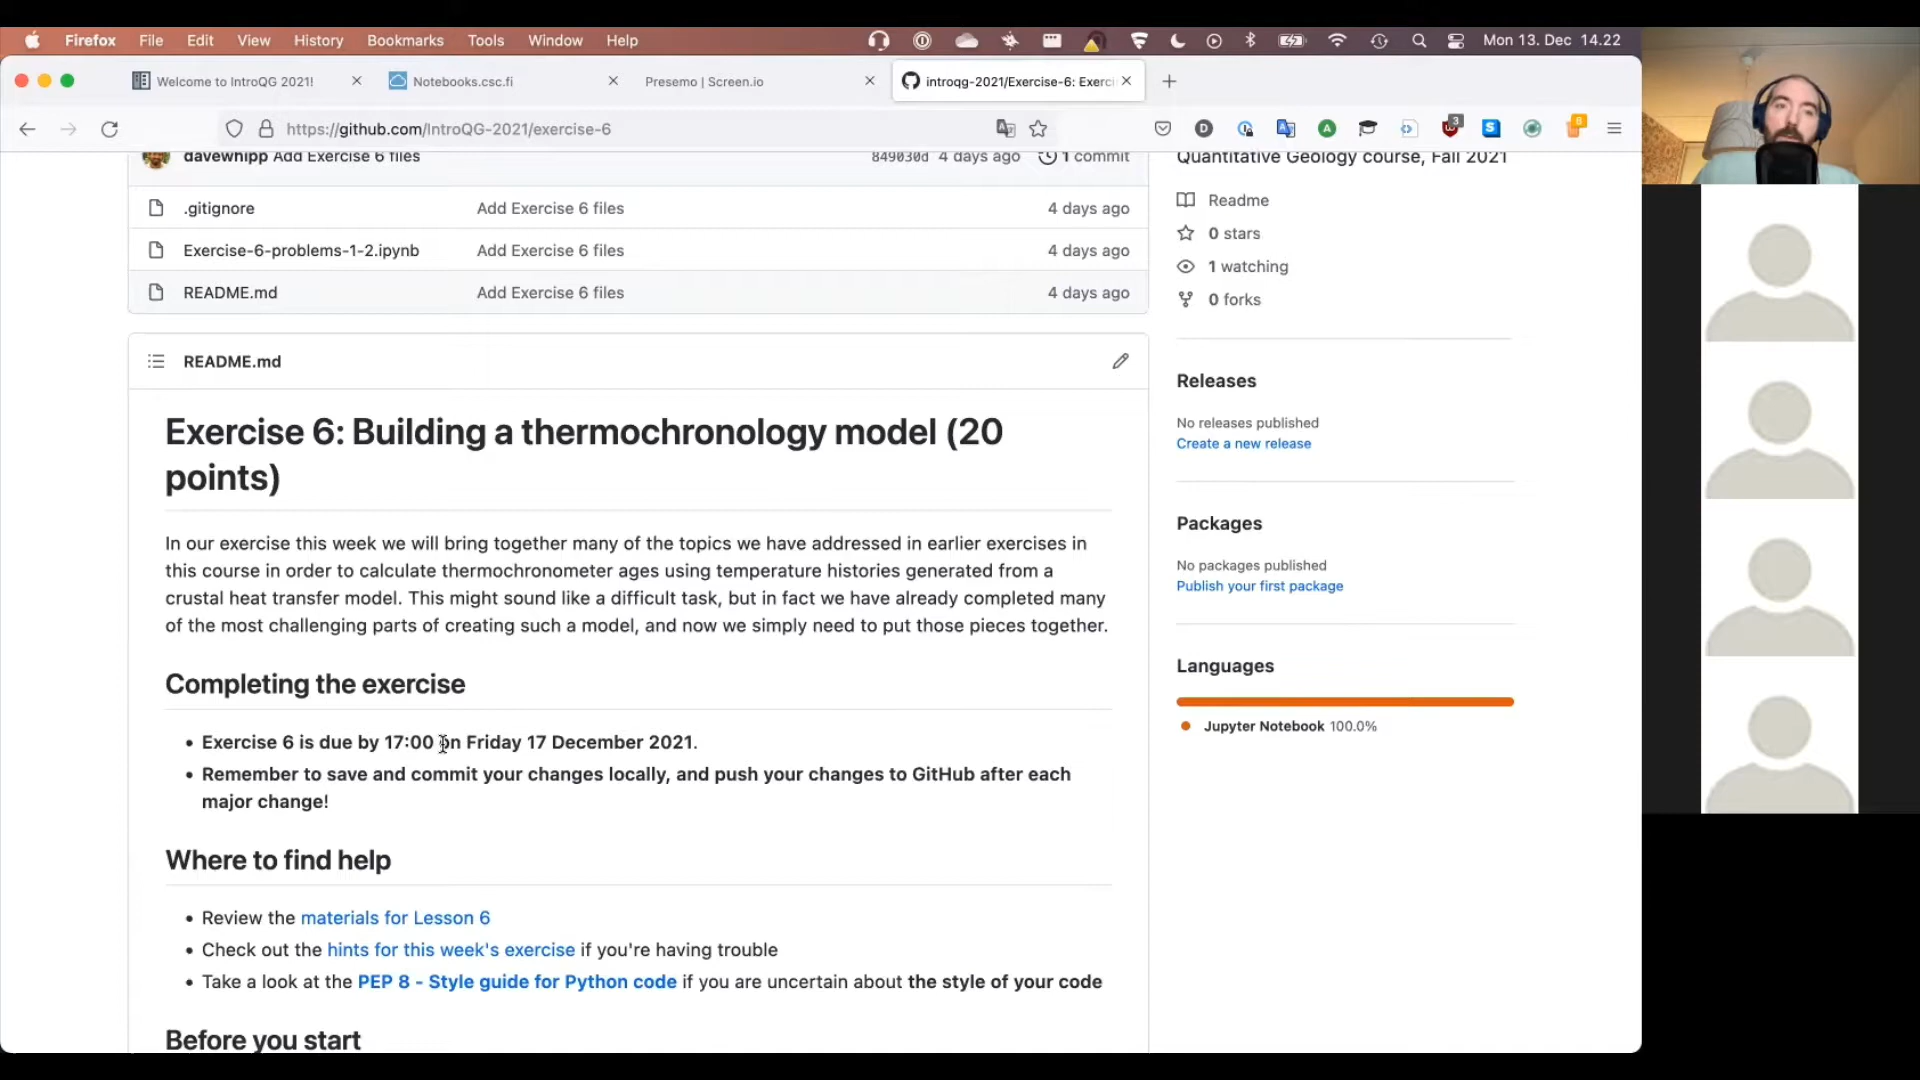 Firefox File Edit View History Bookmarks Tools Window Help Mon 13. Dec 14.22
Welcome to IntroQG 2021! Notebooks.csc.fi Presemo | Screen.io introqg-2021/Exercise-6: Exerci
https://github.com/IntroQG-2021/exercise-6
davewhipp Add Exercise 6 files 849030d 4 days ago 1 commit
.gitignore Add Exercise 6 files 4 days ago
Exercise-6-problems-1-2.ipynb Add Exercise 6 files 4 days ago
README.md Add Exercise 6 files 4 days ago
README.md
Exercise 6: Building a thermochronology model (20
points)
In our exercise this week we will bring together many of the topics we have addressed in earlier exercises in
this course in order to calculate thermochronometer ages using temperature histories generated from a
crustal heat transfer model. This might sound like a difficult task, but in fact we have already completed many
of the most challenging parts of creating such a model, and now we simply need to put those pieces together.
Completing the exercise
• Exercise 6 is due by 17:00 on Friday 17 December 2021.
• Remember to save and commit your changes locally, and push your changes to GitHub after each
major change!
Where to find help
• Review the materials for Lesson 6
• Check out the hints for this week's exercise if you're having trouble
• Take a look at the PEP 8 - Style guide for Python code if you are uncertain about the style of your code
Before you start
Quantitative Geology course, Fall 2021
Readme
0 stars
1 watching
0 forks
Releases
No releases published
Create a new release
Packages
No packages published
Publish your first package
Languages
Jupyter Notebook 100.0%